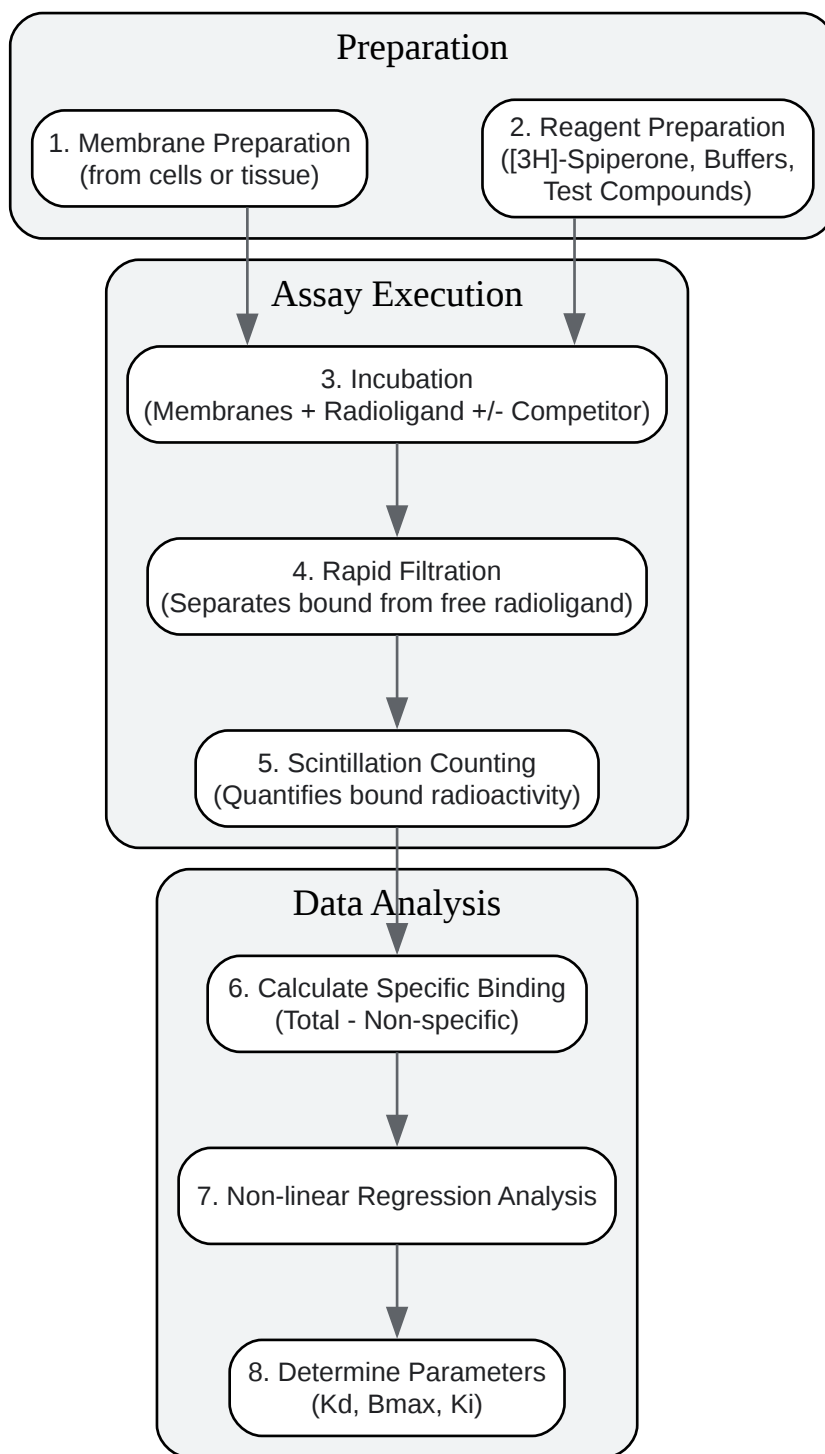 Preparation
1. Membrane Preparation
(from cells or tissue)
2. Reagent Preparation
([3H]-Spiperone, Buffers,
Test Compounds)
Assay Execution
3. Incubation
(Membranes + Radioligand +/- Competitor)
4. Rapid Filtration
(Separates bound from free radioligand)
5. Scintillation Counting
(Quantifies bound radioactivity)
Data Analysis
6. Calculate Specific Binding
(Total - Non-specific)
7. Non-linear Regression Analysis
8. Determine Parameters
(Kd, Bmax, Ki)